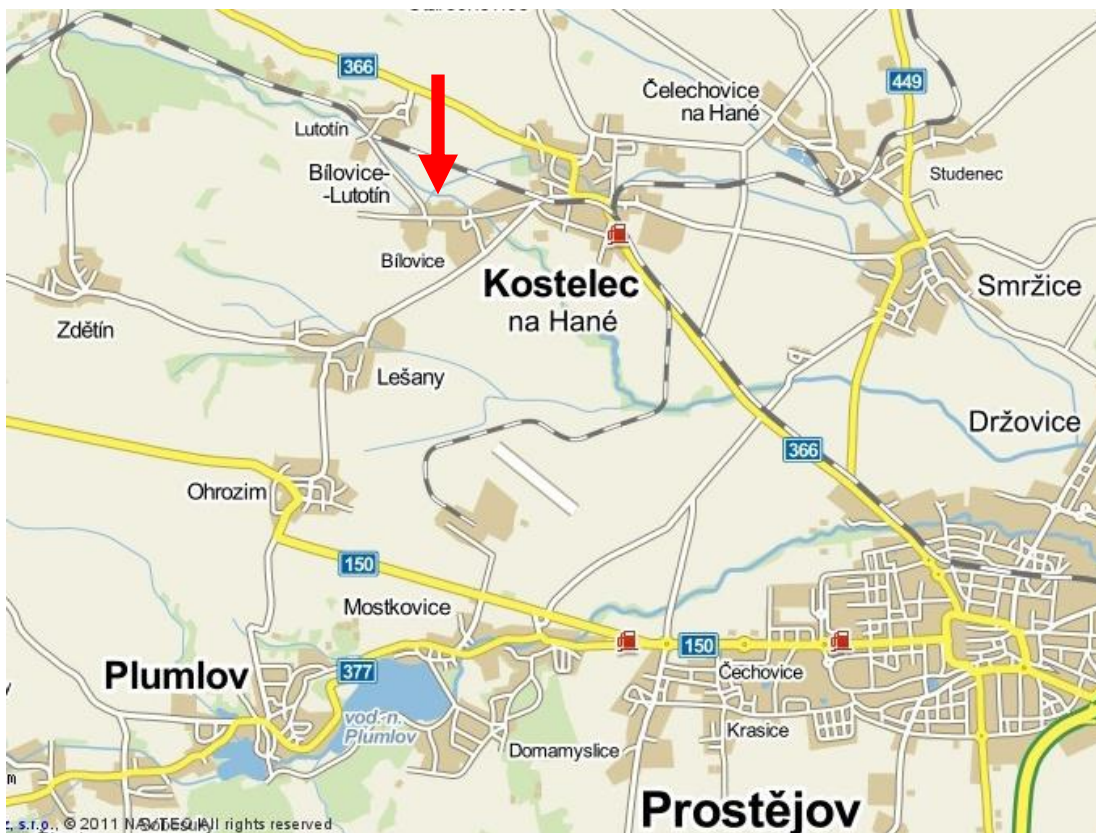 366
449
Čelechovice
na Hané
Lutotín
Studenec
Bílovice-
-Lutotín
Bílovice
Kostelec
na Hané
Smržice
Zdětín
Lešany
Držovice
366
Ohrozim
150
Mostkovice
150
Plumlov
377
Čechovice
vod. n.
Plumlov
Krasice
Domamyslice
Prostějov
z, s.r.o., © 2011 NAVTEQ All rights reserved